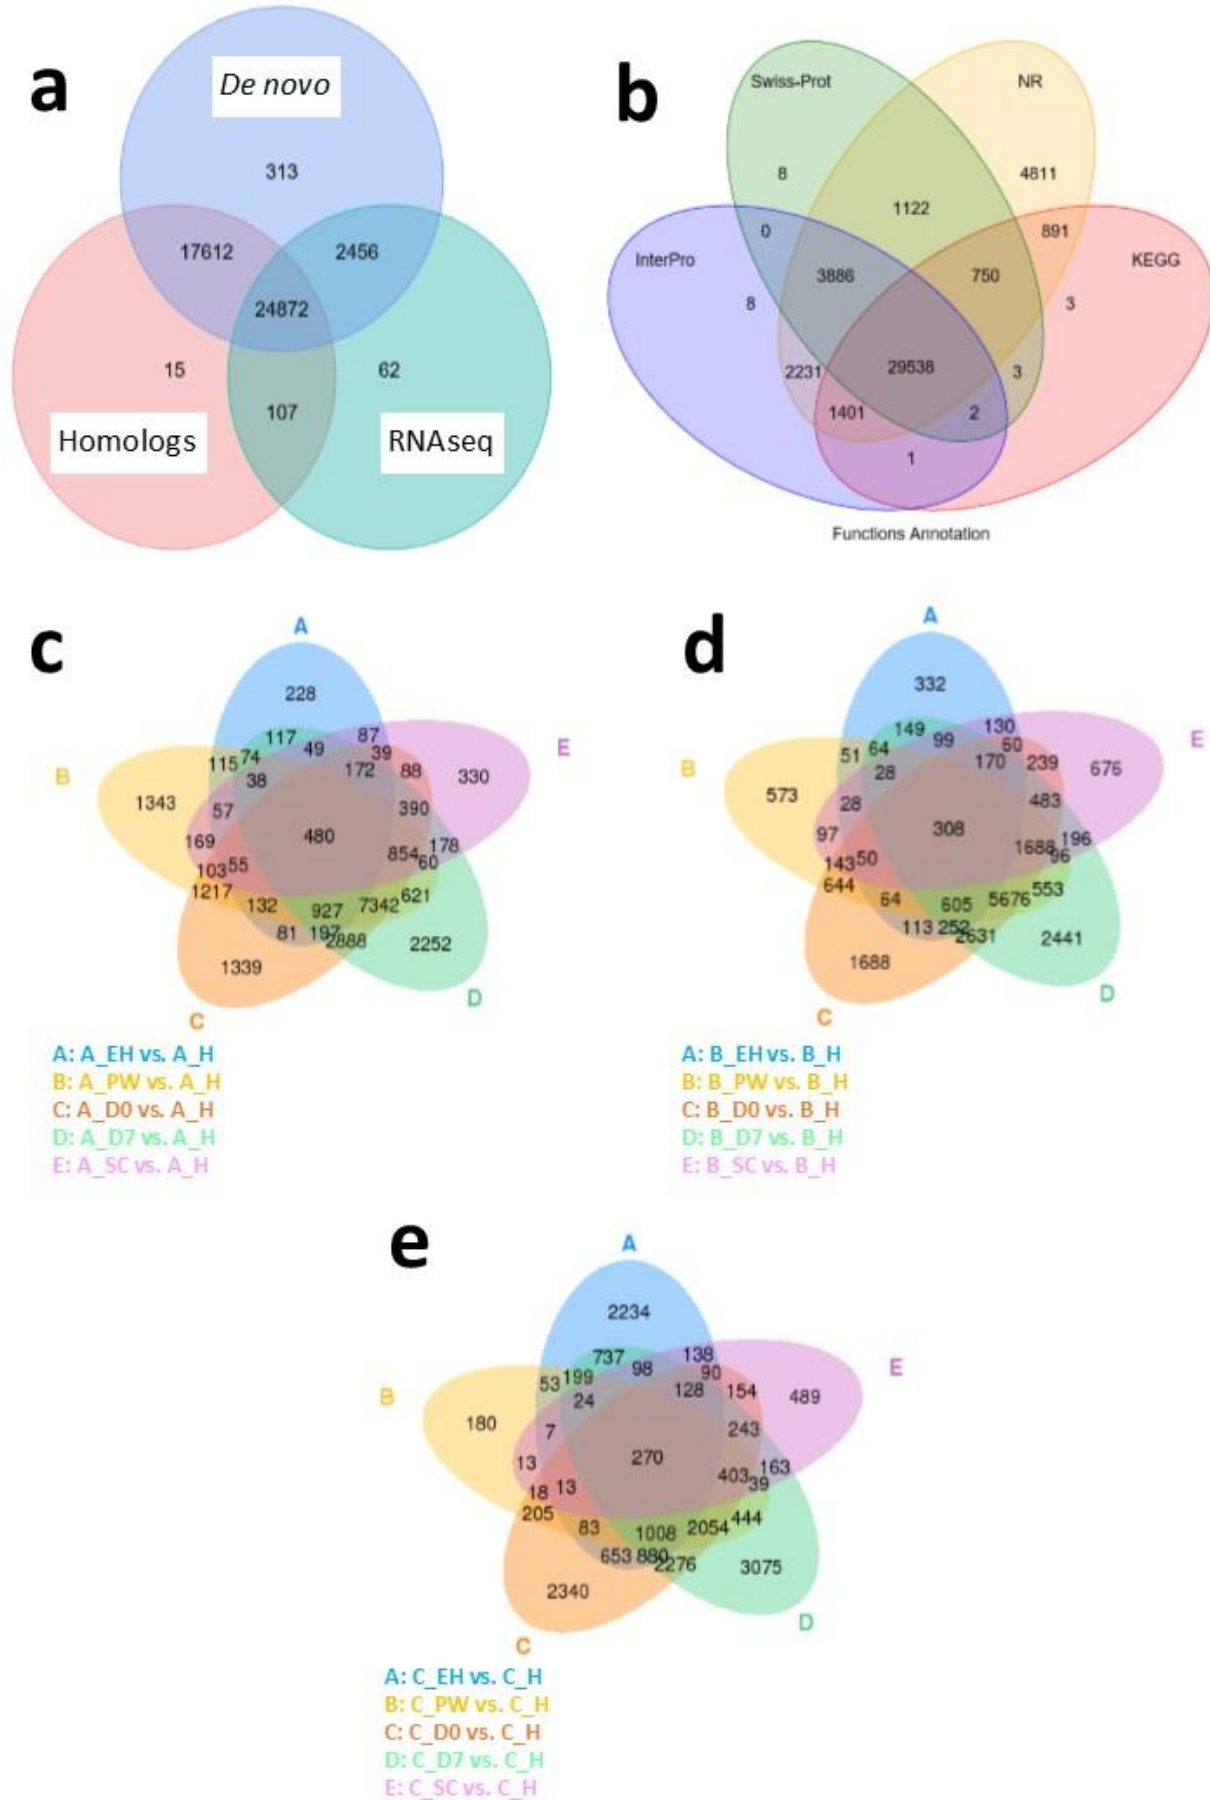 a
De novo
313
17612
2456
24872
15
62
107
Homologs
RNAseq
b
Swiss-Prot
NR
8
4811
1122
0
891
InterPro
3886
750
KEGG
8
3
2231
29538
3
1401
2
1
Functions Annotation
c
A
228
117
87
49
39
E
115
74
172
88
330
B
38
1343
57
390
480
169
178
854
60
103
55
1217
621
132
927
7342
81
197
2888
2252
1339
D
C
A: A_EH vs. A_H
B: A_PW vs. A_H
C: A_D0 vs. A_H
D: A_D7 vs. A_H
E: A_SC vs. A_H
d
A
332
149
130
99
60
E
51
64
170
239
676
B
28
573
28
483
308
97
196
1688
96
143
50
644
553
64
605
5676
113
252
2631
2441
1688
D
C
A: B_EH vs. B_H
B: B_PW vs. B_H
C: B_D0 vs. B_H
D: B_D7 vs. B_H
E: B_SC vs. B_H
e
A
2234
737
138
98
90
E
53
199
128
154
489
B
24
180
7
243
270
13
163
403
39
18
13
205
444
83
1008
2054
653
880
2276
3075
2340
D
C
A: C_EH vs. C_H
B: C_PW vs. C_H
C: C_D0 vs. C_H
D: C_D7 vs. C_H
E: C_SC vs. C_H